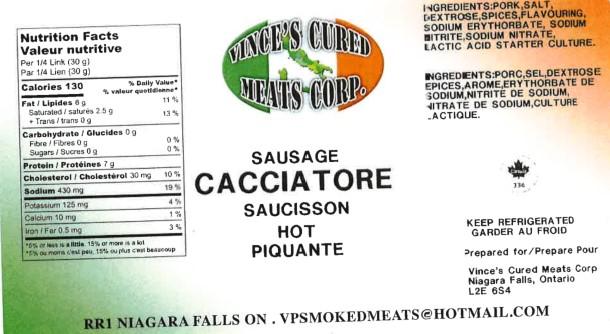 Nutrition Facts
Valeur nutritive
Per 1/4 Link (30 g)
Par 1/4 Lien (30 g)
Calories 130
% Daily Value*
% valeur quotidienne*
Fat / Lipides 6 g 11 %
Saturated / saturés 2.5 g
+ Trans / trans 0 g 13 %
Carbohydrate / Glucides 0 g
Fibre / Fibres 0 g 0 %
Sugars / Sucres 0 g 0 %
Protein / Protéines 7 g
Cholesterol / Cholestérol 30 mg 10 %
Sodium 430 mg 19 %
Potassium 125 mg 4 %
Calcium 10 mg 1 %
Iron / Fer 0.5 mg 3 %
*5% or less is a little, 15% or more is a lot
*5% ou moins c'est peu, 15% ou plus c'est beaucoup
VINCE'S CURED
MEATS CORP.
SAUSAGE
CACCIATORE
SAUCISSON
HOT
PIQUANTE
INGREDIENTS:PORK,SALT,
DEXTROSE,SPICES,FLAVOURING,
SODIUM ERYTHORBATE, SODIUM
NITRITE,SODIUM NITRATE,
LACTIC ACID STARTER CULTURE.
INGREDIENTS:PORC,SEL,DEXTROSE
EPICES,AROME,ERYTHORBATE DE
SODIUM,NITRITE DE SODIUM,
NITRATE DE SODIUM,CULTURE
LACTIQUE.
Canada
336
KEEP REFRIGERATED
GARDER AU FROID
Prepared for/Prepare Pour
Vince's Cured Meats Corp
Niagara Falls, Ontario
L2E 6S4
RR1 NIAGARA FALLS ON . VPSMOKEDMEATS@HOTMAIL.COM